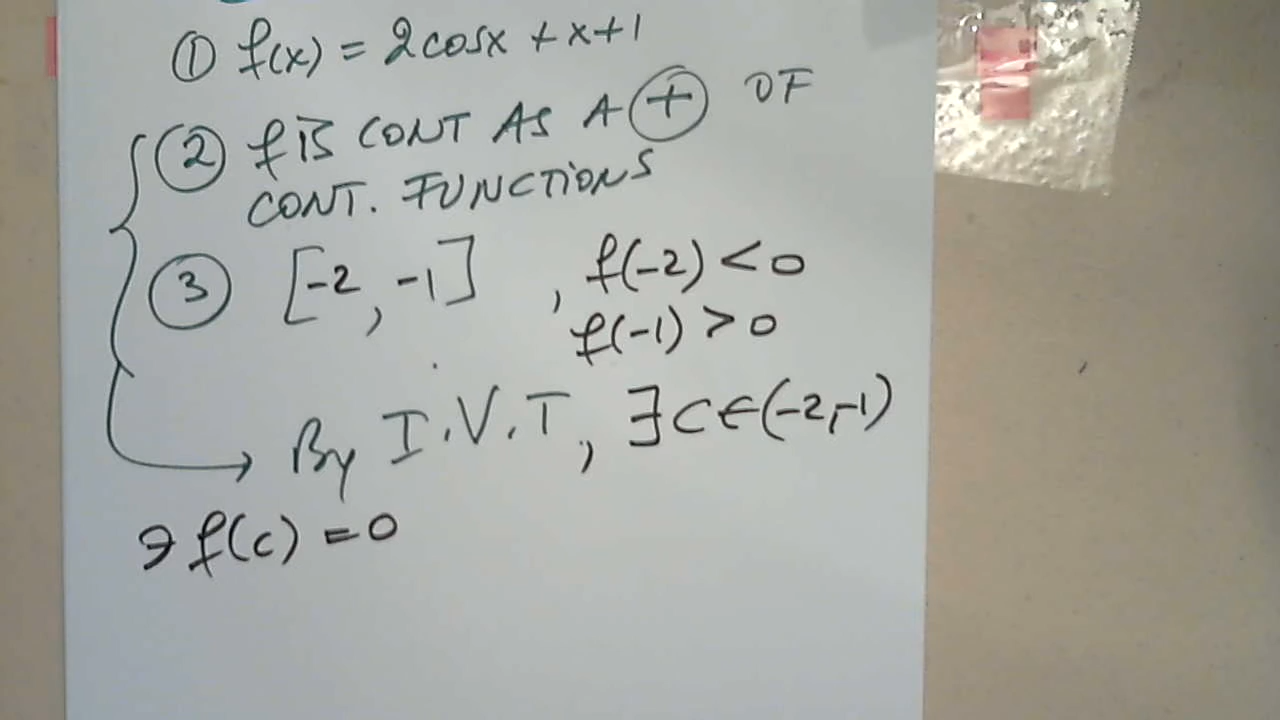 ① f(x) = 2cosx + x + 1
② f IS CONT AS A ⊕ OF
CONT. FUNCTIONS
③ [-2, -1] , f(-2) < 0
f(-1) > 0
→ By I.V.T, ∃ c ∈ (-2,-1)
∋ f(c) = 0